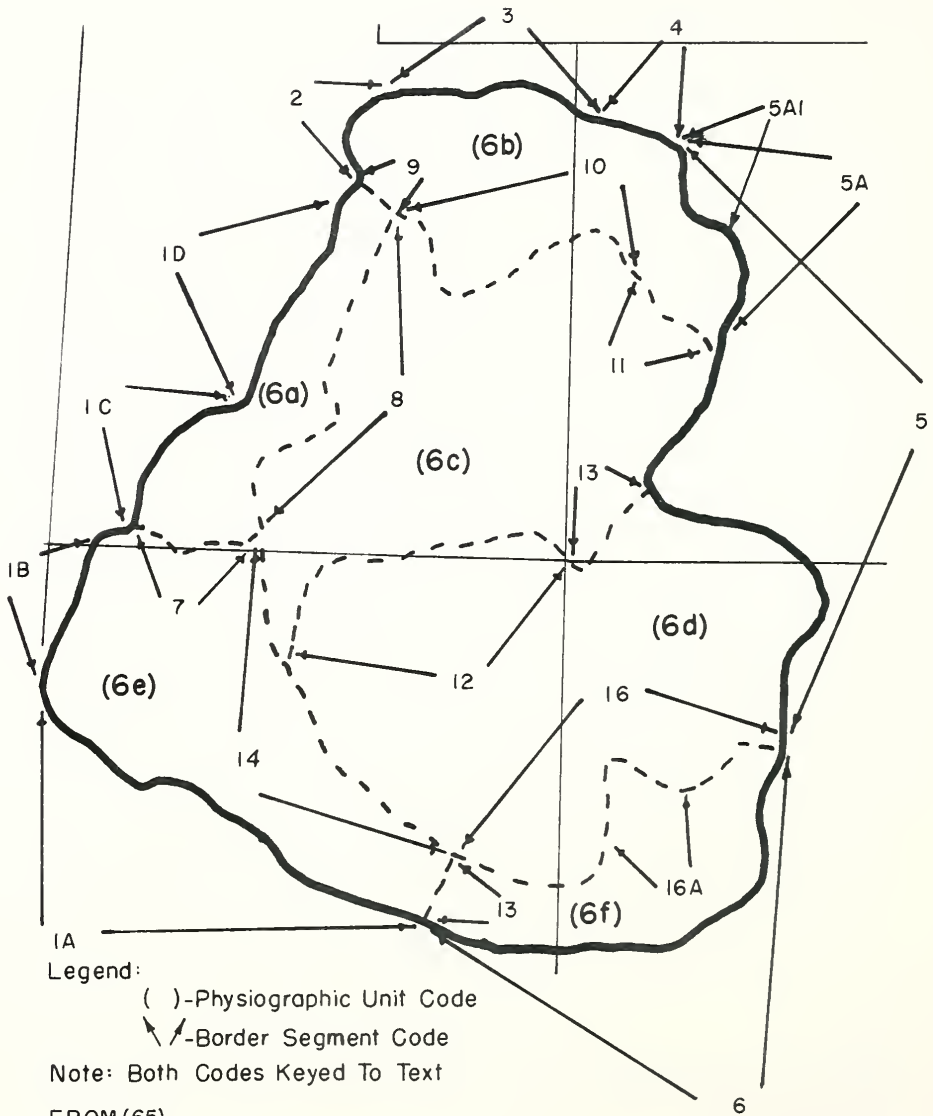 3
4
2
5A1
(6b)
9
10
5A
1D
11
(6a)
8
1C
5
(6c)
13
1B
7
(6d)
12
(6e)
16
14
16A
13
(6f)
1A
Legend:
( )-Physiographic Unit Code
-Border Segment Code
Note: Both Codes Keyed To Text
FROM (65)
6